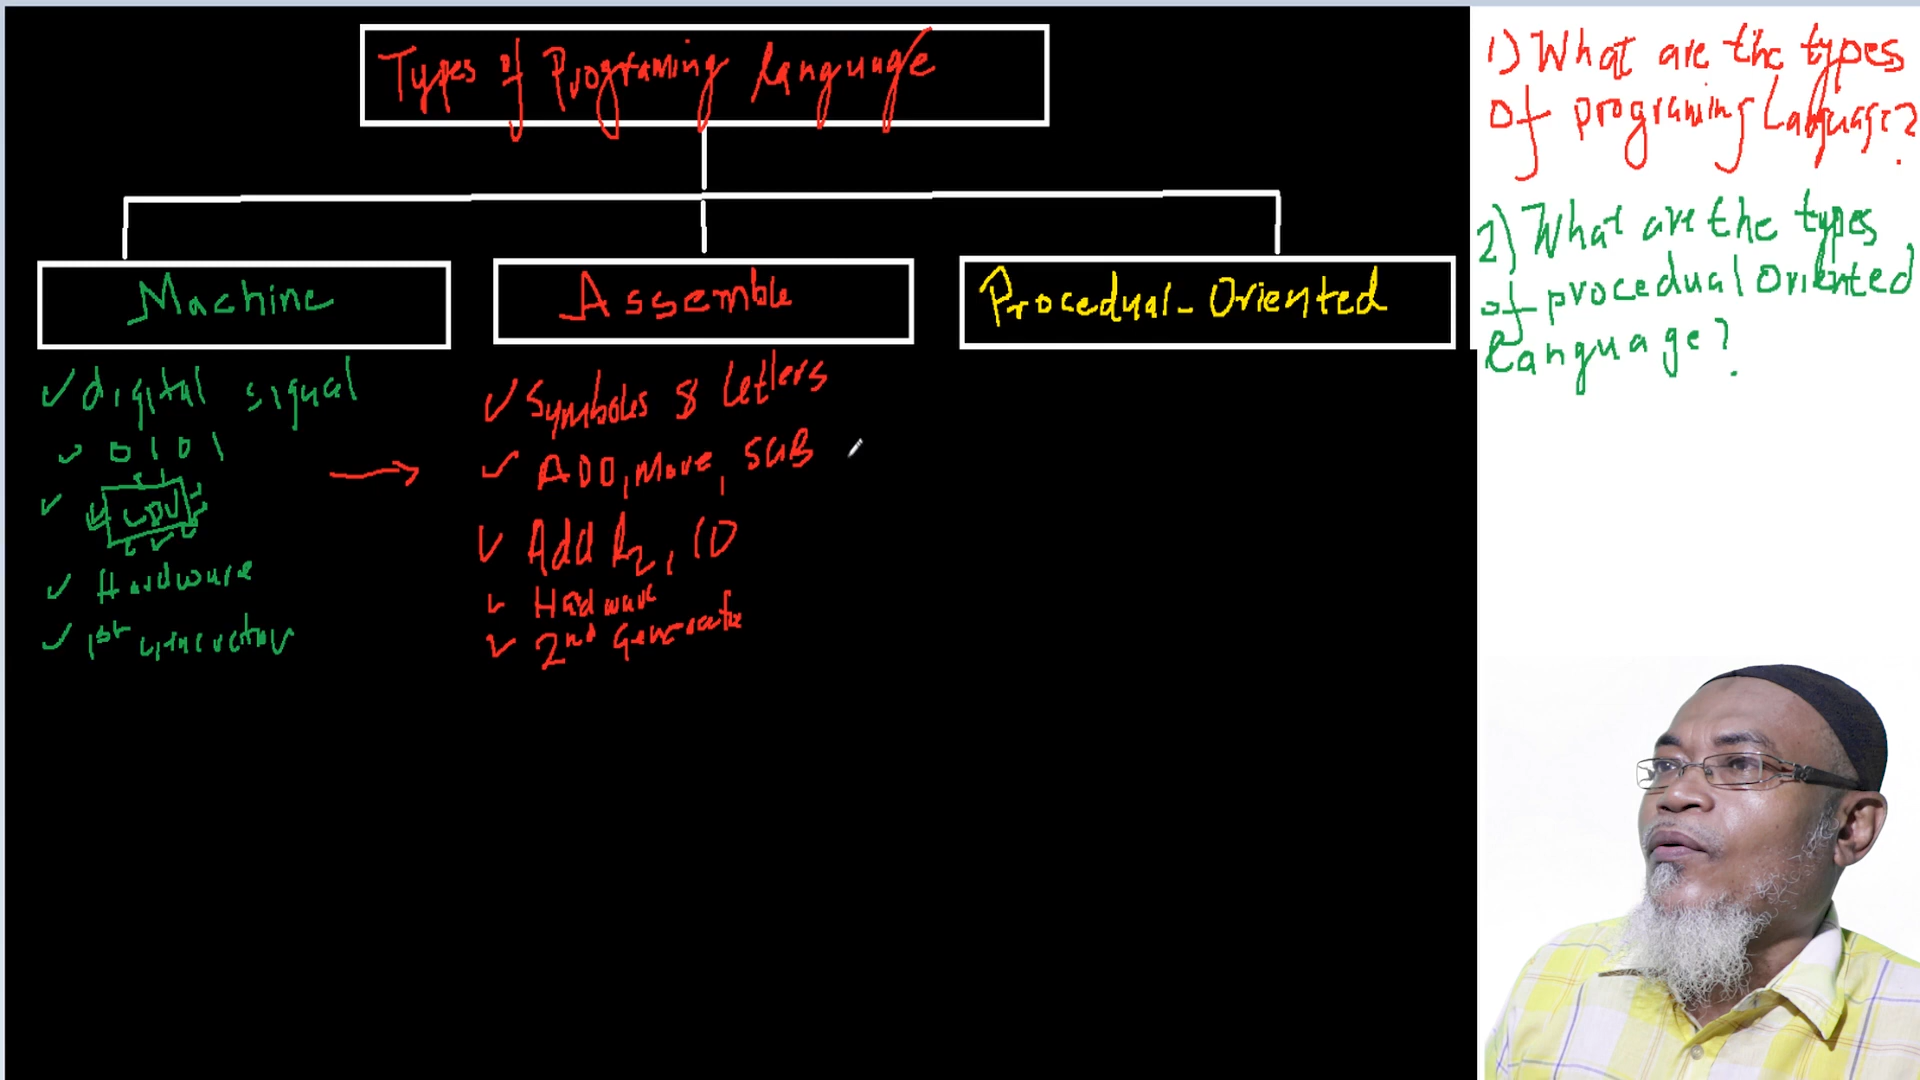 Types of Programing Language
Machine
Assemble
Procedual-Oriented
digital signal
0101
CPU
Hardware
1st Generation
Symboles & Letters
ADD, Move, SUB
Add R2, 10
Hadware
2nd Generatio
1) What are the types
of programing Language?
2) What are the types
of procedual Oriented
Language?